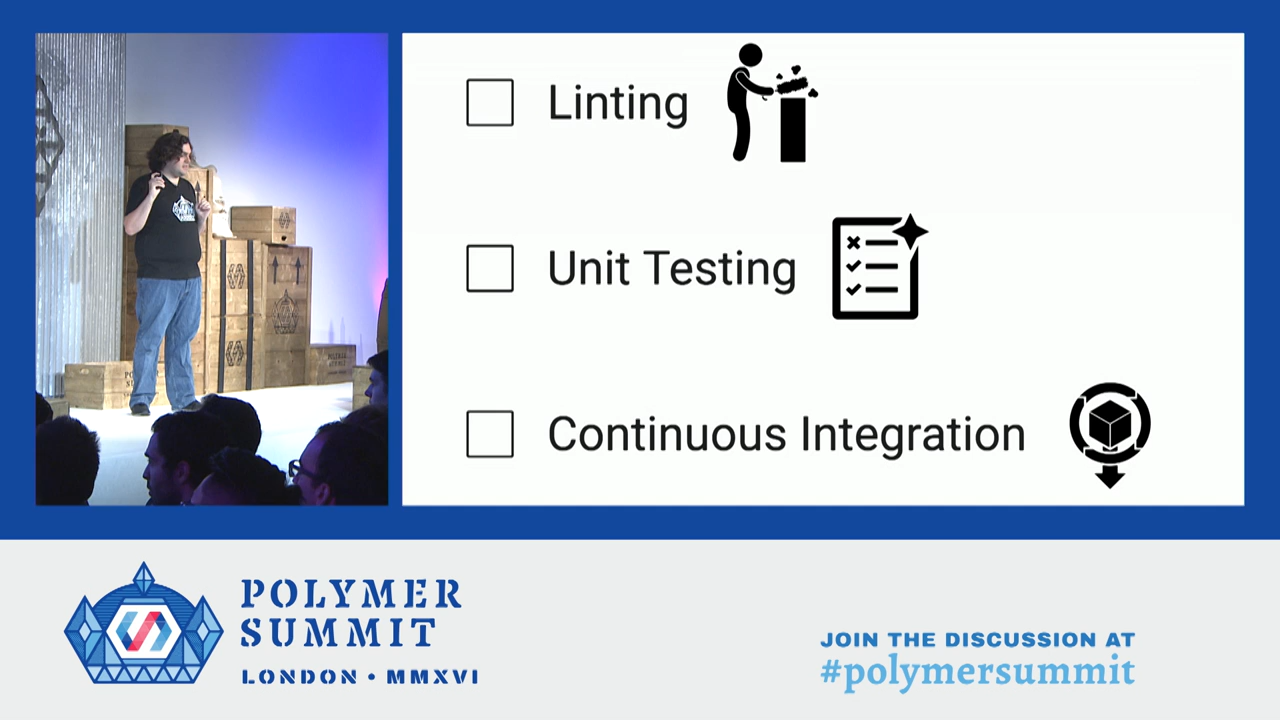 Linting
Unit Testing
Continuous Integration
POLYMER
SUMMIT
LONDON • MMXVI
JOIN THE DISCUSSION AT
#polymersummit